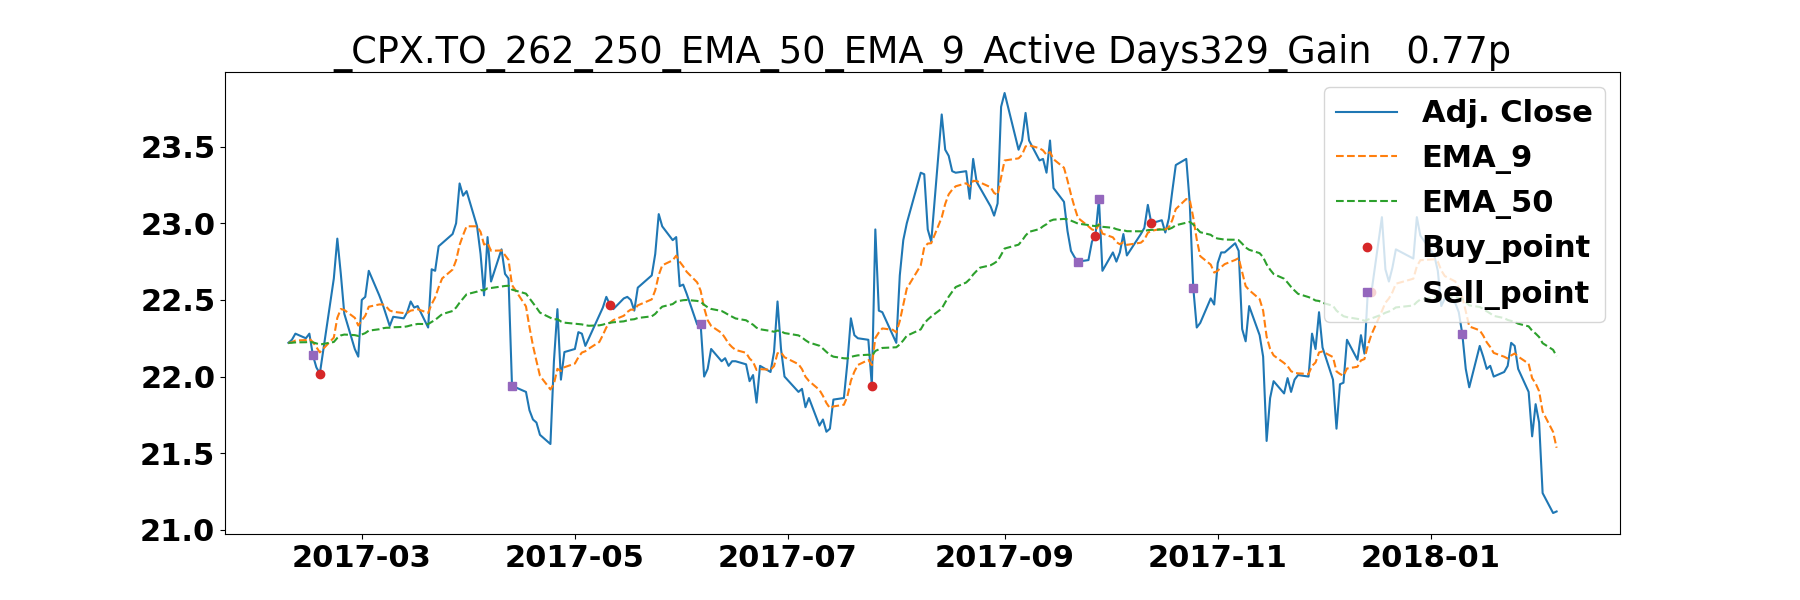 _CPX.TO_262_250_EMA_50_EMA_9_Active Days329_Gain   0.77p
Adj. Close
EMA_9
EMA_50
Buy_point
Sell_point
23.5
23.0
22.5
22.0
21.5
21.0
2017-03
2017-05
2017-07
2017-09
2017-11
2018-01